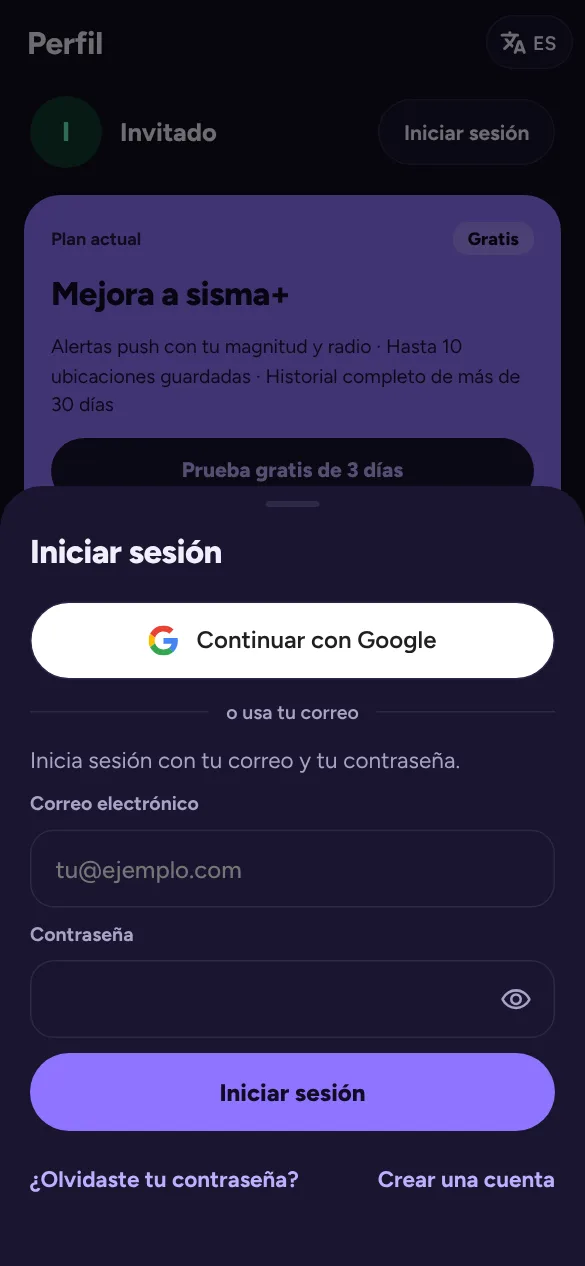 Perfil
ES
I
Invitado
Iniciar sesión
Plan actual
Gratis
Mejora a sisma+
Alertas push con tu magnitud y radio · Hasta 10
ubicaciones guardadas · Historial completo de más de
30 días
Prueba gratis de 3 días
Iniciar sesión
Continuar con Google
o usa tu correo
Inicia sesión con tu correo y tu contraseña.
Correo electrónico
tu@ejemplo.com
Contraseña
Iniciar sesión
¿Olvidaste tu contraseña?
Crear una cuenta